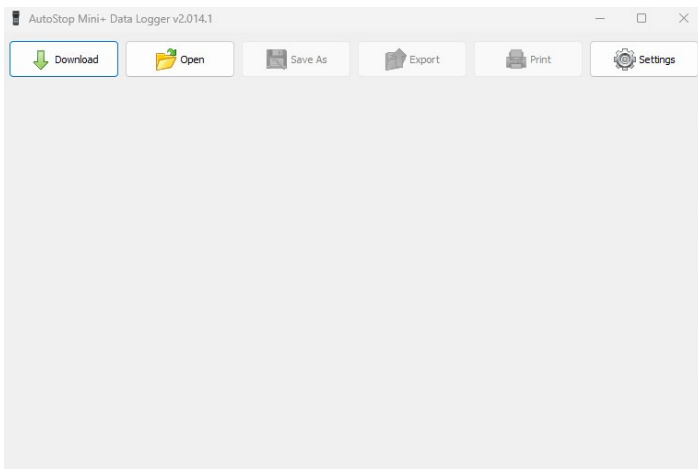 AutoStop Mini+ Data Logger v2.014.1
Download Open Save As Export Print Settings